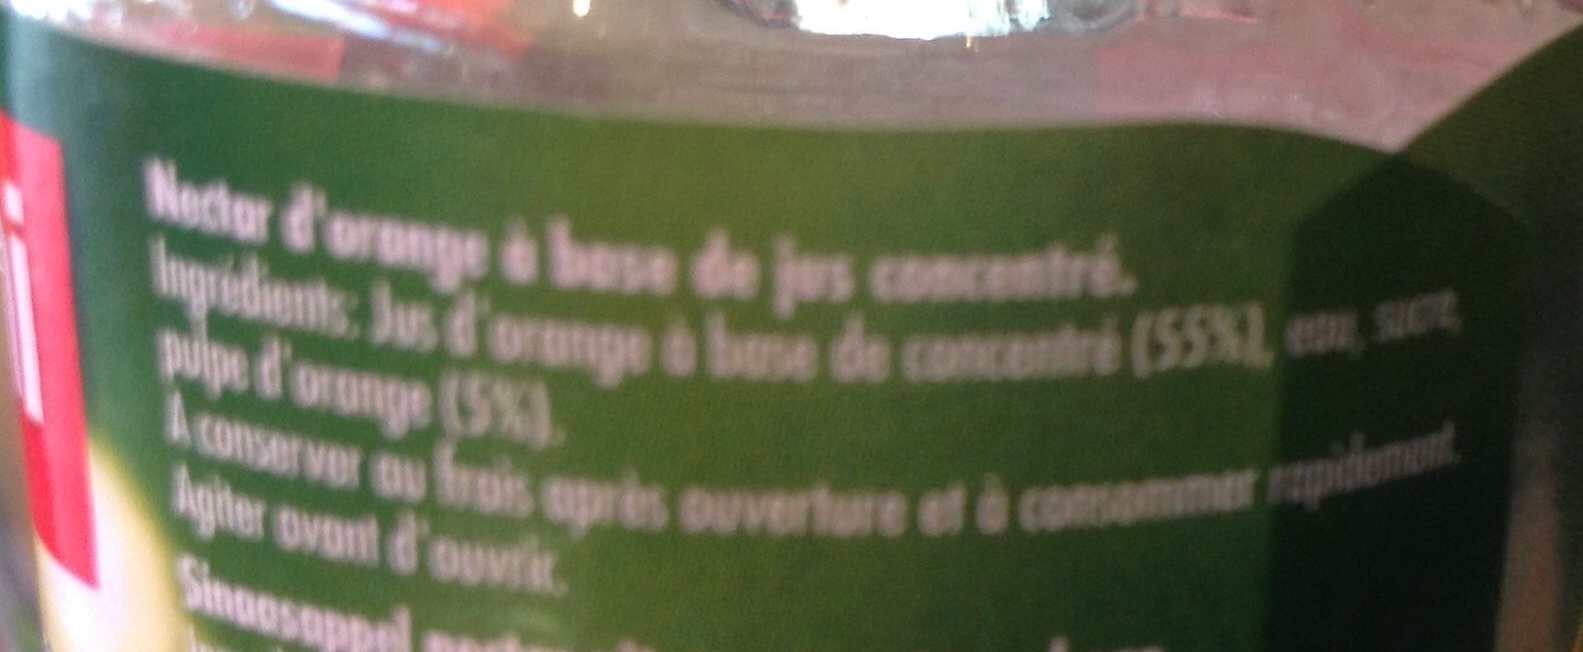 Nectar d'orange à base de jus concentré.
Ingrédients: Jus d'orange à base de concentré (55%), eau, sucre,
pulpe d'orange (5%).
A conserver au frais après ouverture et à consommer rapidement.
Agiter avant d'ouvrir.
Sinaasappel